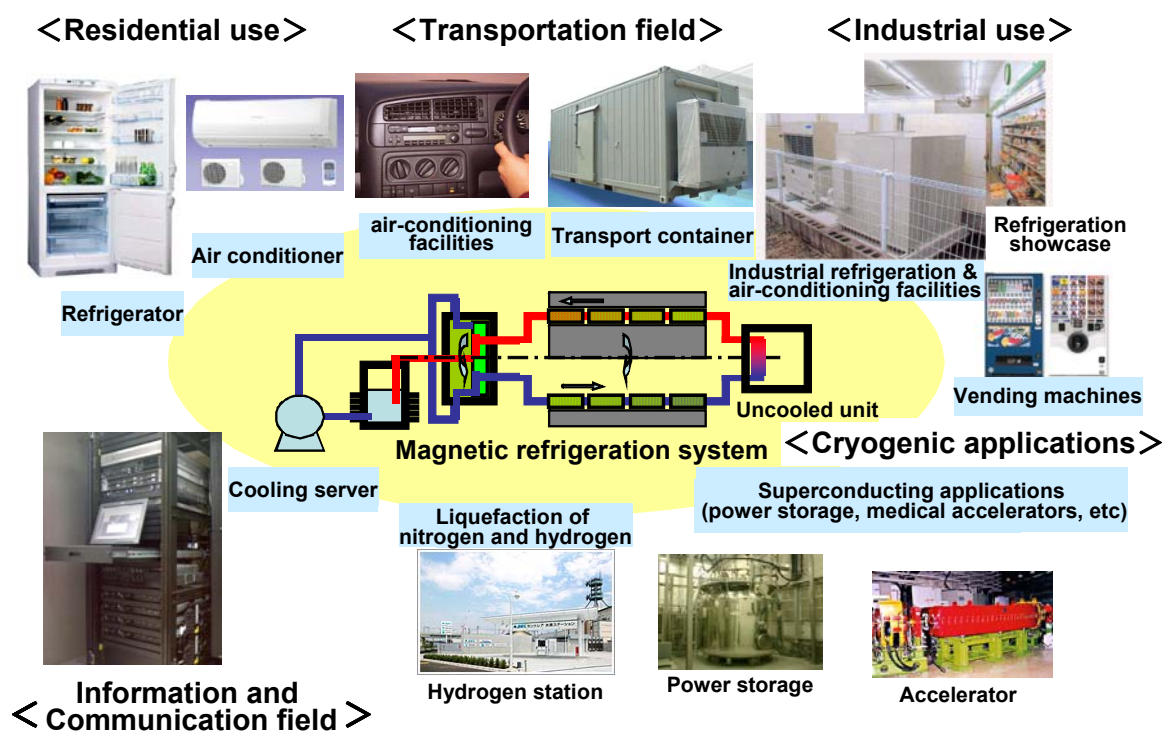 ＜Residential use＞
＜Transportation field＞
＜Industrial use＞
Refrigerator
Air conditioner
air-conditioning
facilities
Transport container
Industrial refrigeration &
air-conditioning facilities
Refrigeration
showcase
Vending machines
Uncooled unit
Magnetic refrigeration system
＜Cryogenic applications＞
Cooling server
Liquefaction of
nitrogen and hydrogen
Superconducting applications
(power storage, medical accelerators, etc)
Hydrogen station
Power storage
Accelerator
Information and
＜ Communication field ＞